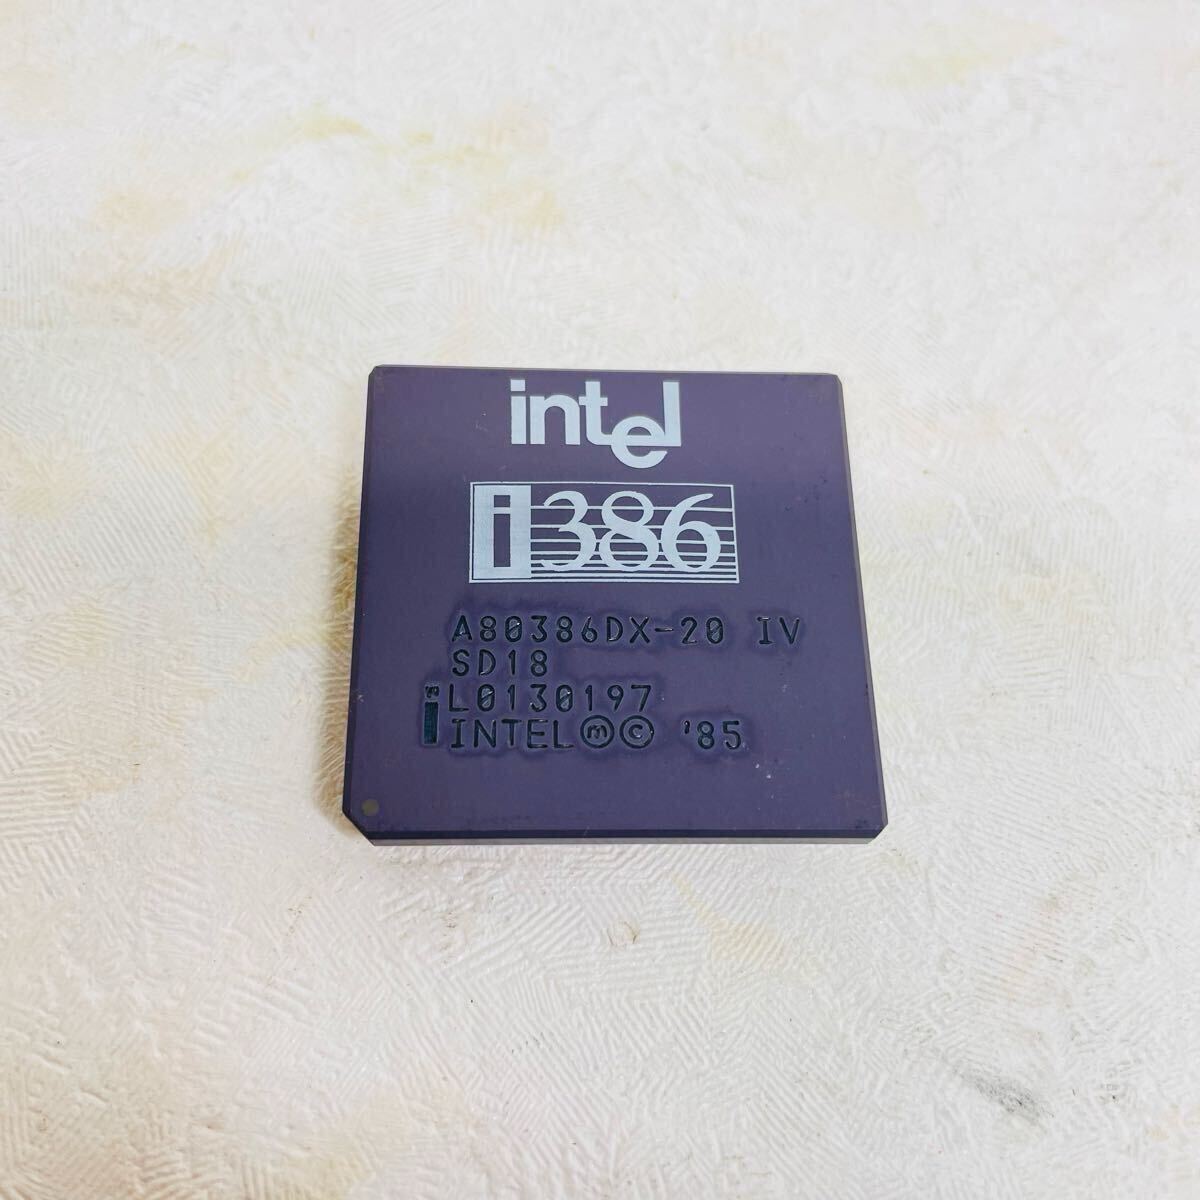 intel
i386
A80386DX-20 IV
SD18
L0130197
INTEL ⓜ© '85